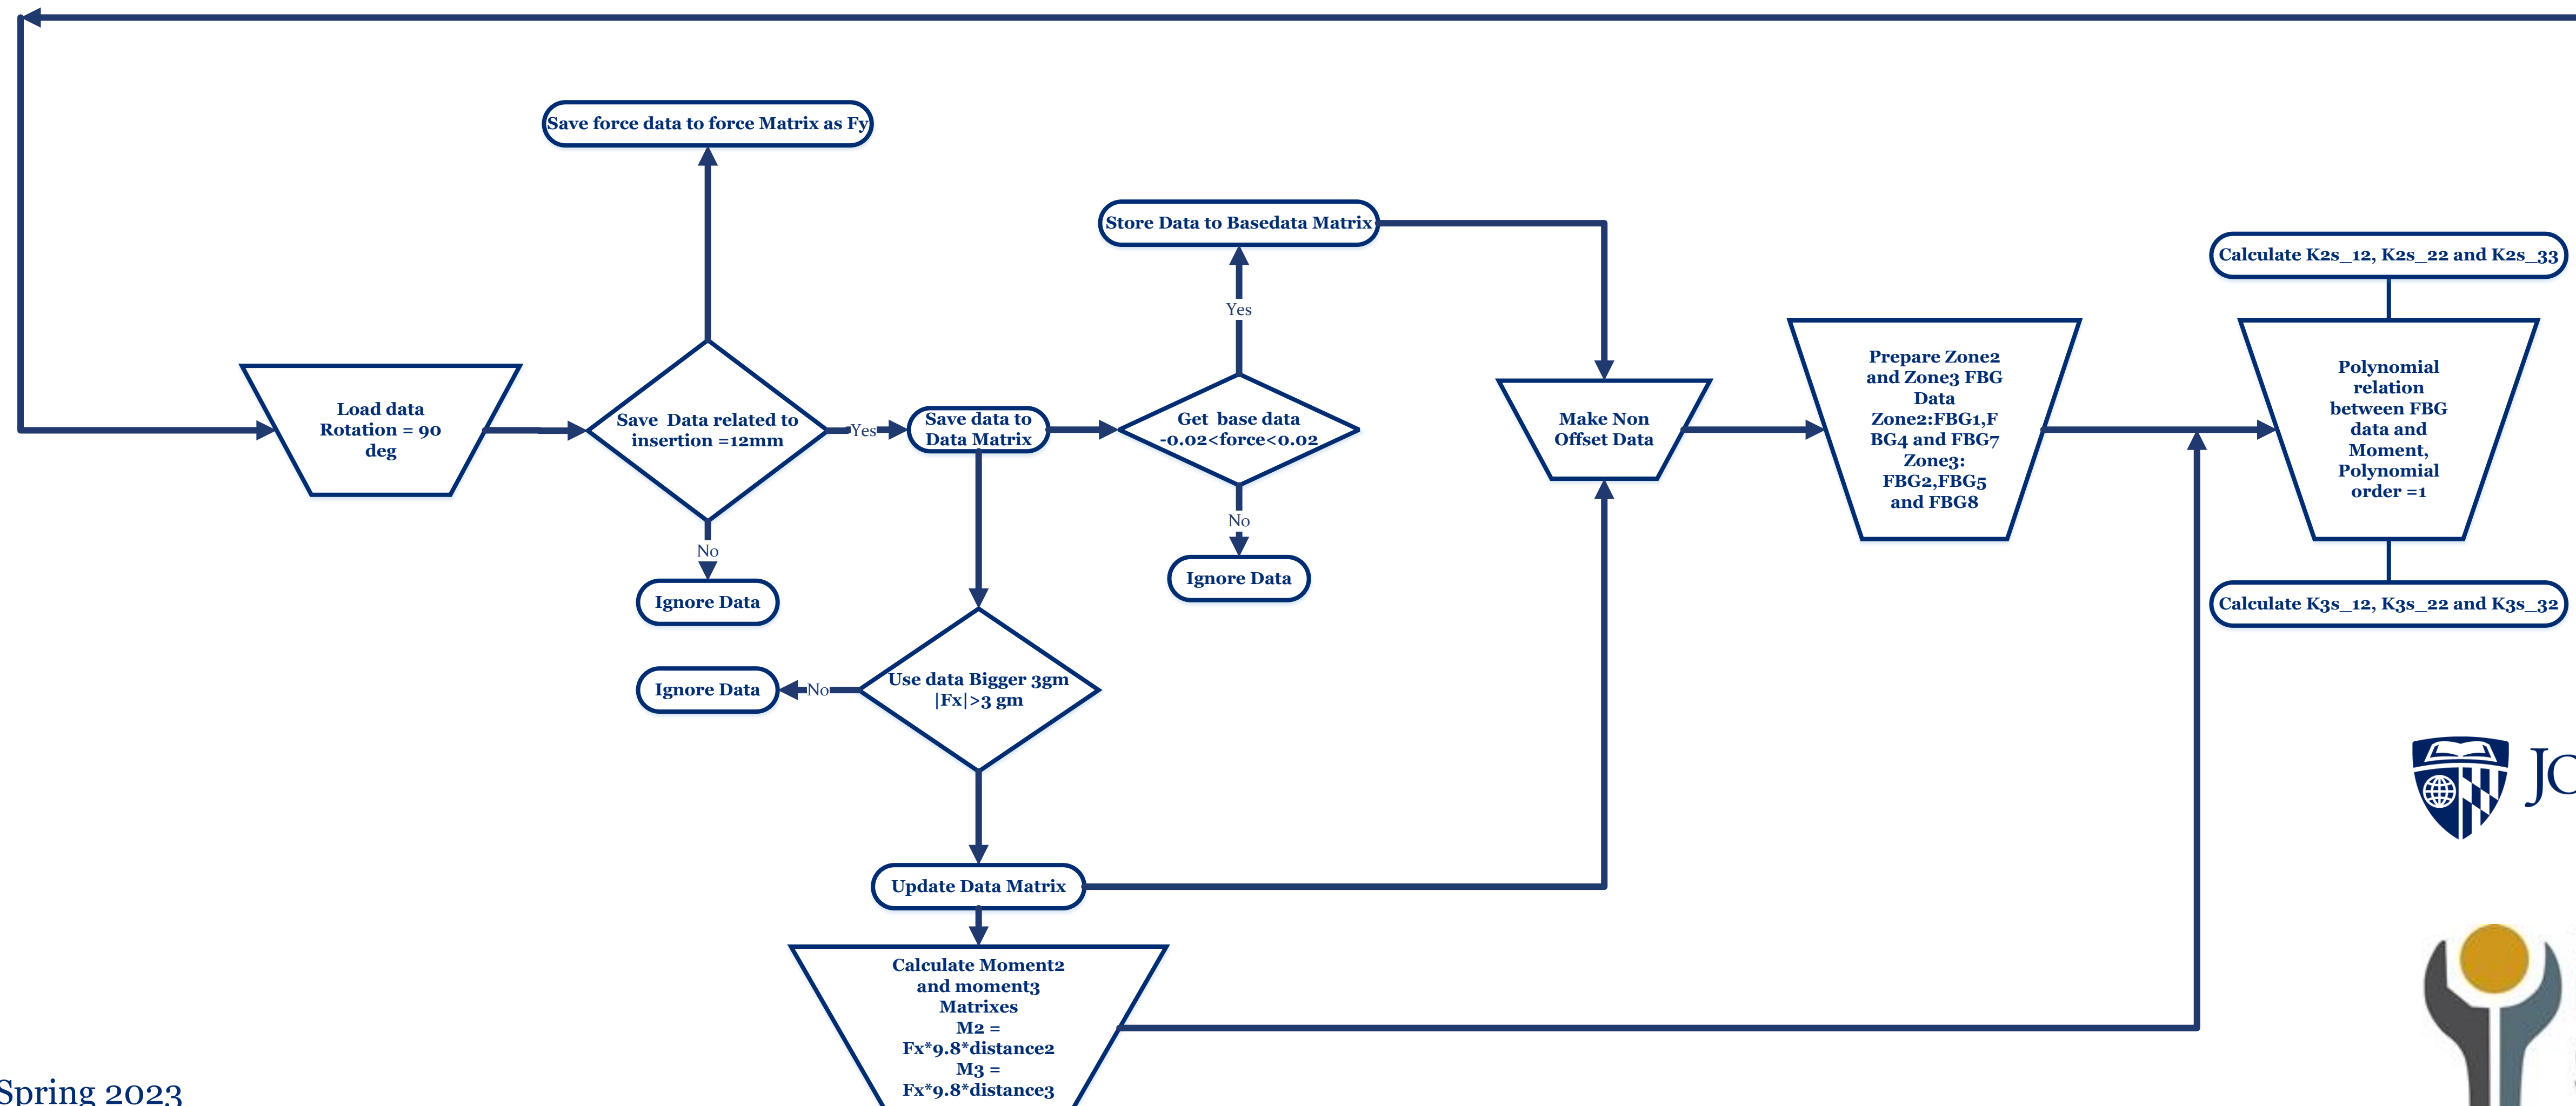 Save force data to force Matrix as Fy
Store Data to Basedata Matrix
Calculate K2s_12, K2s_22 and K2s_33
Yes
Load data
Rotation = 90
deg
Save  Data related to
insertion =12mm
Yes
Save data to
Data Matrix
Get  base data
-0.02<force<0.02
Make Non
Offset Data
Prepare Zone2
and Zone3 FBG
Data
Zone2:FBG1,F
BG4 and FBG7
Zone3:
FBG2,FBG5
and FBG8
Polynomial
relation
between FBG
data and
Moment,
Polynomial
order =1
No
Ignore Data
No
Ignore Data
Calculate K3s_12, K3s_22 and K3s_32
Ignore Data
No
Use data Bigger 3gm
|Fx|>3 gm
JO
Update Data Matrix
Calculate Moment2
and moment3
Matrixes
M2 =
Fx*9.8*distance2
M3 =
Fx*9.8*distance3
Spring 2023